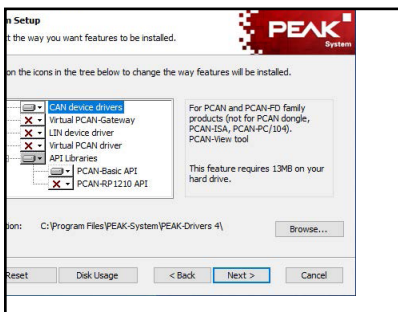 n Setup
t the way you want features to be installed.
PEAK
System
on the icons in the tree below to change the way features will be installed.
CAN device drivers
Virtual PCAN-Gateway
LIN device driver
Virtual PCAN driver
API Libraries
PCAN-Basic API
PCAN-RP1210 API
For PCAN and PCAN-FD family
products (not for PCAN dongle,
PCAN-ISA, PCAN-PC/104).
PCAN-View tool
This feature requires 13MB on your
hard drive.
ion: C:\Program Files\PEAK-System\PEAK-Drivers 4\
Browse...
Reset Disk Usage < Back Next > Cancel